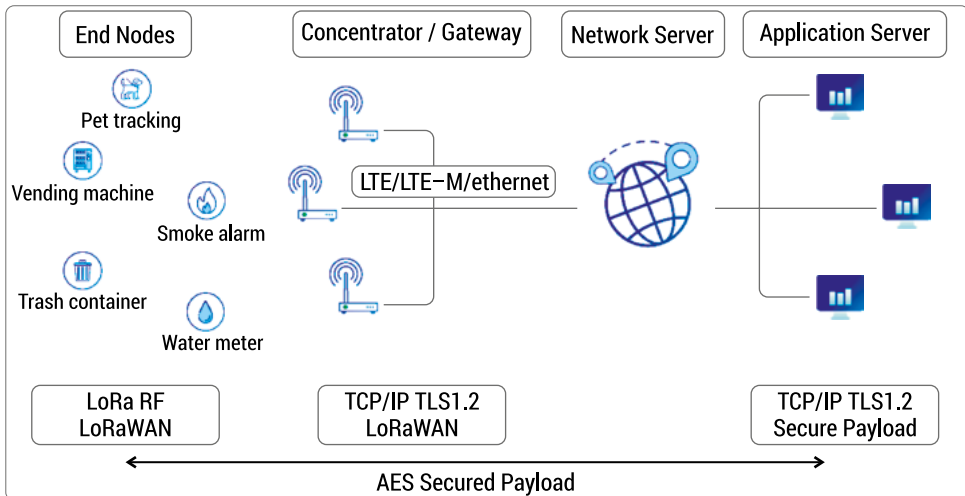 End Nodes
Concentrator / Gateway
Network Server
Application Server
Pet tracking
Vending machine
Smoke alarm
Trash container
Water meter
LTE/LTE–M/ethernet
LoRa RF
LoRaWAN
TCP/IP TLS1.2
LoRaWAN
TCP/IP TLS1.2
Secure Payload
AES Secured Payload